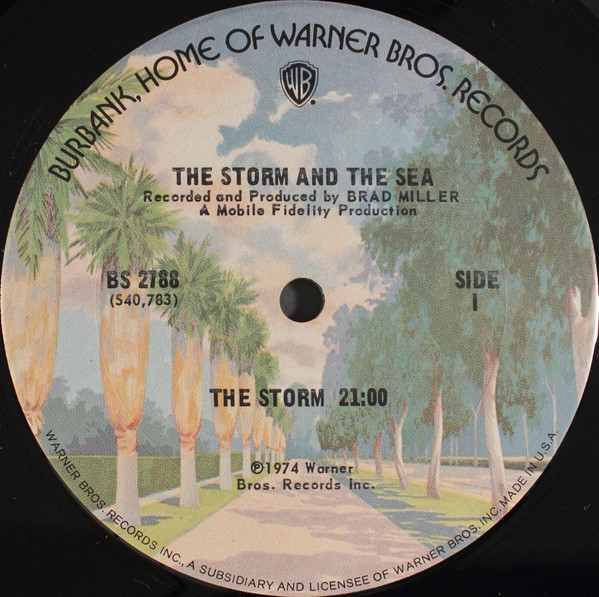 BURBANK, HOME OF WARNER BROS. RECORDS
WB
THE STORM AND THE SEA
Recorded and Produced by BRAD MILLER
A Mobile Fidelity Production
BS 2788
(S40,783)
SIDE
1
THE STORM 21:00
℗1974 Warner
Bros. Records Inc.
WARNER BROS. RECORDS INC., A SUBSIDIARY AND LICENSEE OF WARNER BROS. INC. MADE IN U.S.A.